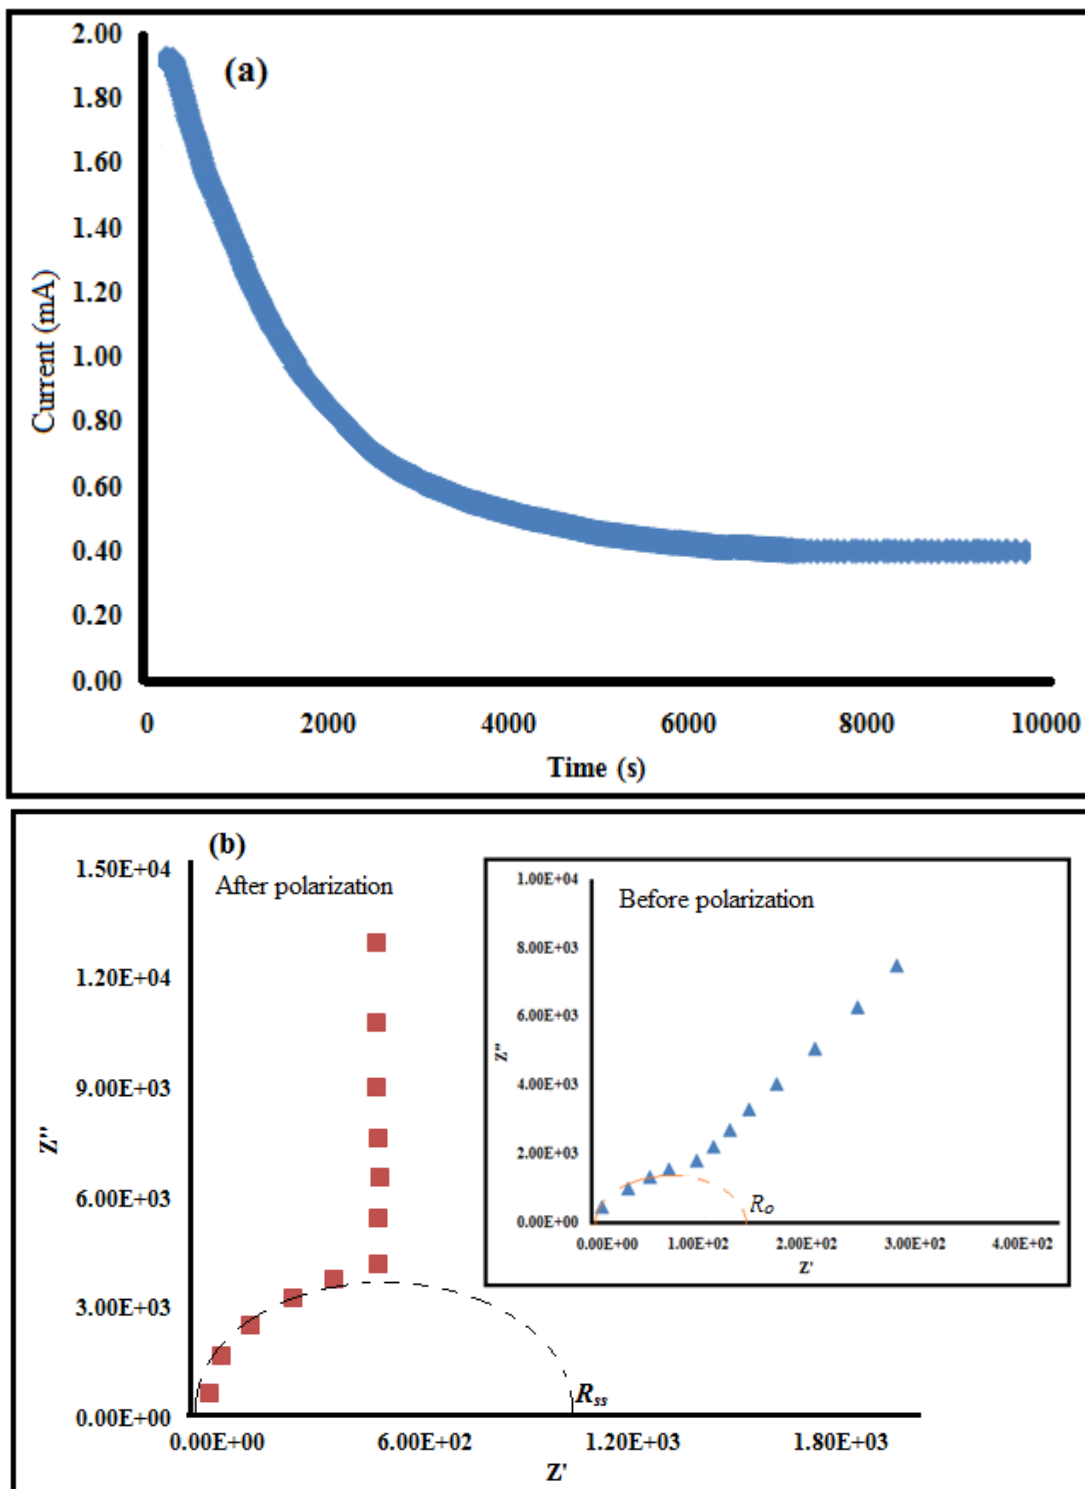 (a)
2.00
1.80
1.60
1.40
1.20
1.00
0.80
0.60
0.40
0.20
0.00
Current (mA)
0 2000 4000 6000 8000 10000
Time (s)
(b)
After polarization
1.50E+04
1.20E+04
9.00E+03
6.00E+03
3.00E+03
0.00E+00
Z"
Rss
0.00E+00 6.00E+02 1.20E+03 1.80E+03
Z'
Before polarization
1.00E+04
8.00E+03
6.00E+03
4.00E+03
2.00E+03
0.00E+00
Z"
Ro
0.00E+00 1.00E+02 2.00E+02 3.00E+02 4.00E+02
Z'